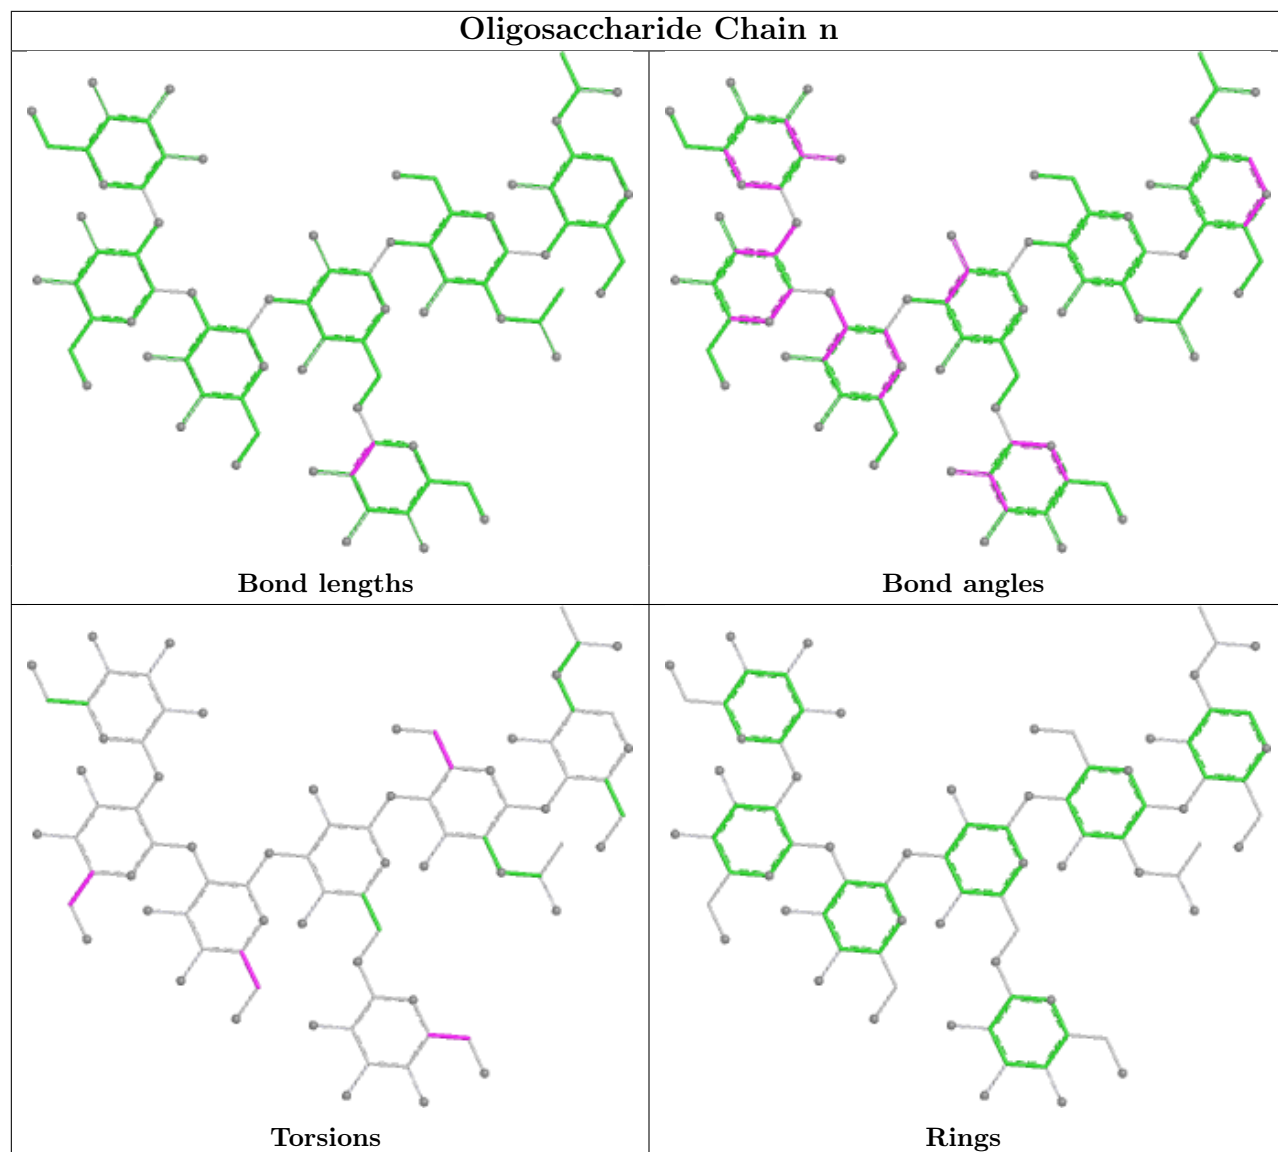 Oligosaccharide Chain n
Bond lengths
Bond angles
Torsions
Rings